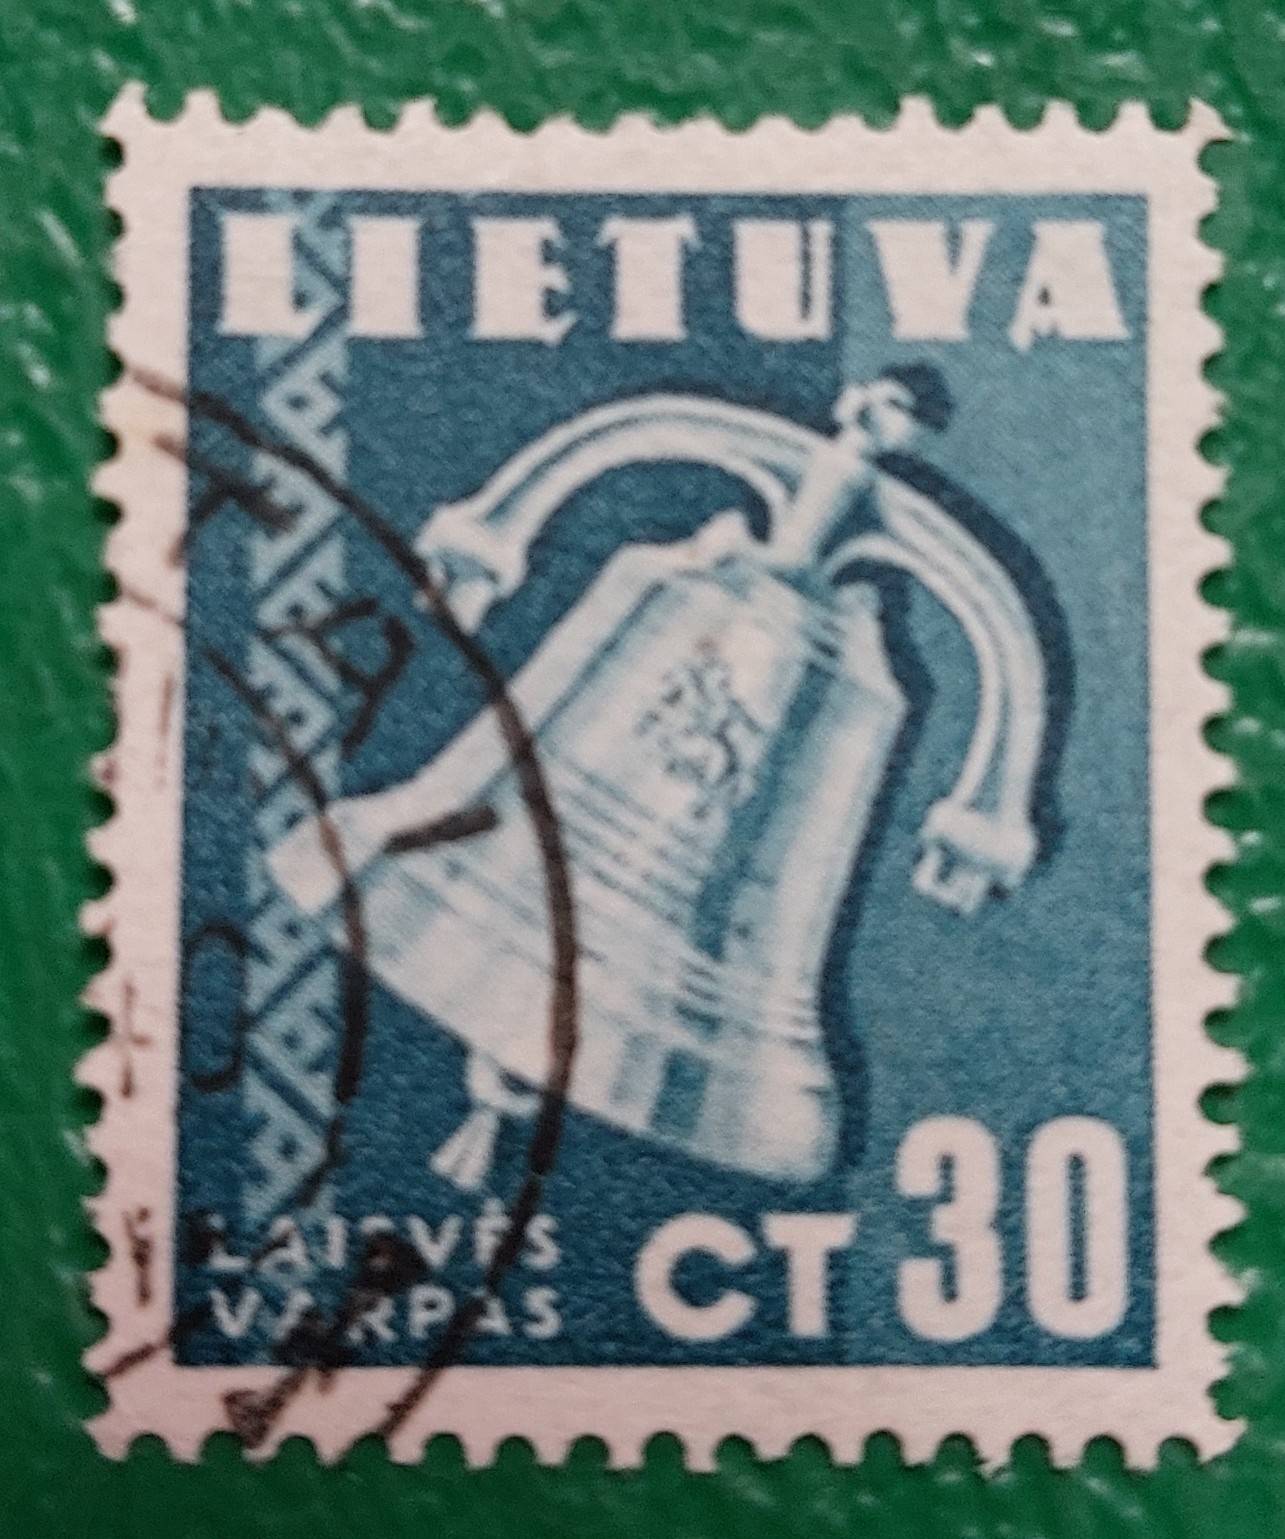 LIETUVA
LAISVĖS
VARPAS
CT 30